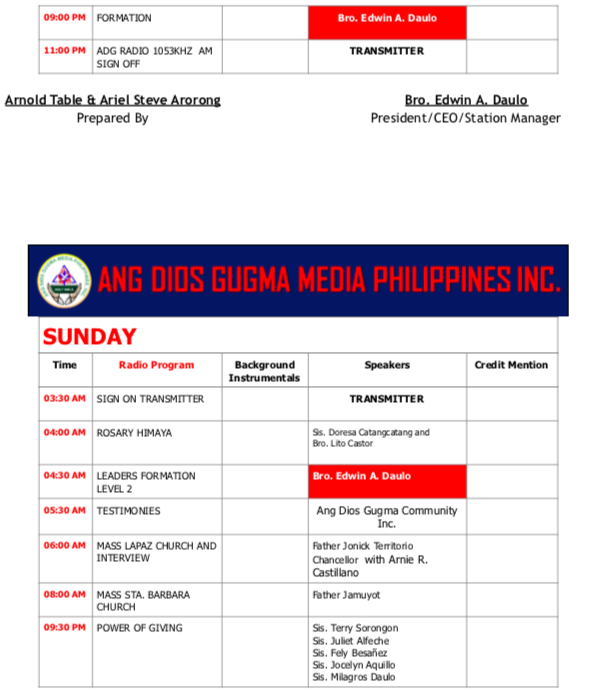 09:00 PM FORMATION Bro. Edwin A. Daulo
11:00 PM ADG RADIO 1053KHZ AM TRANSMITTER
SIGN OFF
Arnold Table & Ariel Steve Arorong Bro. Edwin A. Daulo
Prepared By President/CEO/Station Manager
ANG DIOS GUGMA MEDIA PHILIPPINES INC.
SUNDAY
Time Radio Program Background Speakers Credit Mention
Instrumentals
03:30 AM SIGN ON TRANSMITTER TRANSMITTER
04:00 AM ROSARY HIMAYA Sis. Doresa Catangcatang and
Bro. Lito Castor
04:30 AM LEADERS FORMATION Bro. Edwin A. Daulo
LEVEL 2
05:30 AM TESTIMONIES Ang Dios Gugma Community
Inc.
06:00 AM MASS LAPAZ CHURCH AND Father Jonick Territorio
INTERVIEW Chancellor with Arnie R.
Castillano
08:00 AM MASS STA. BARBARA Father Jamuyot
CHURCH
09:30 PM POWER OF GIVING Sis. Terry Sorongon
Sis. Juliet Alfeche
Sis. Fely Besañez
Sis. Jocelyn Aquillo
Sis. Milagros Daulo